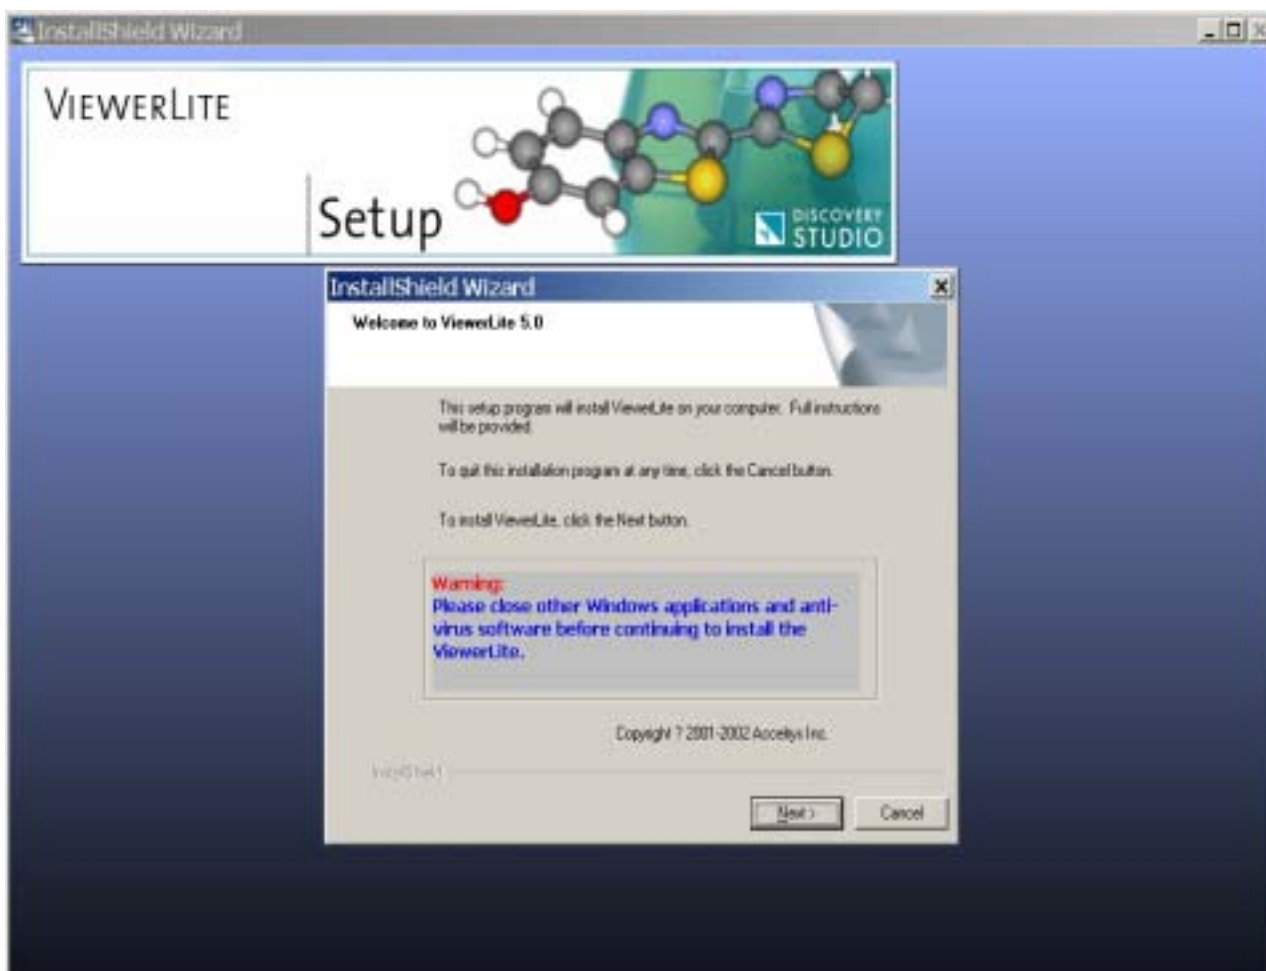 InstallShield Wizard
VIEWERLITE
Setup
DISCOVERY
STUDIO
InstallShield Wizard
Welcome to ViewerLite 5.0
This setup program will install ViewerLite on your computer. Full instructions
will be provided.
To quit this installation program at any time, click the Cancel button.
To install ViewerLite, click the Next button.
Warning:
Please close other Windows applications and anti-
virus software before continuing to install the
ViewerLite.
Copyright ? 2001-2002 Accelrys Inc.
InstallShield
Next >
Cancel